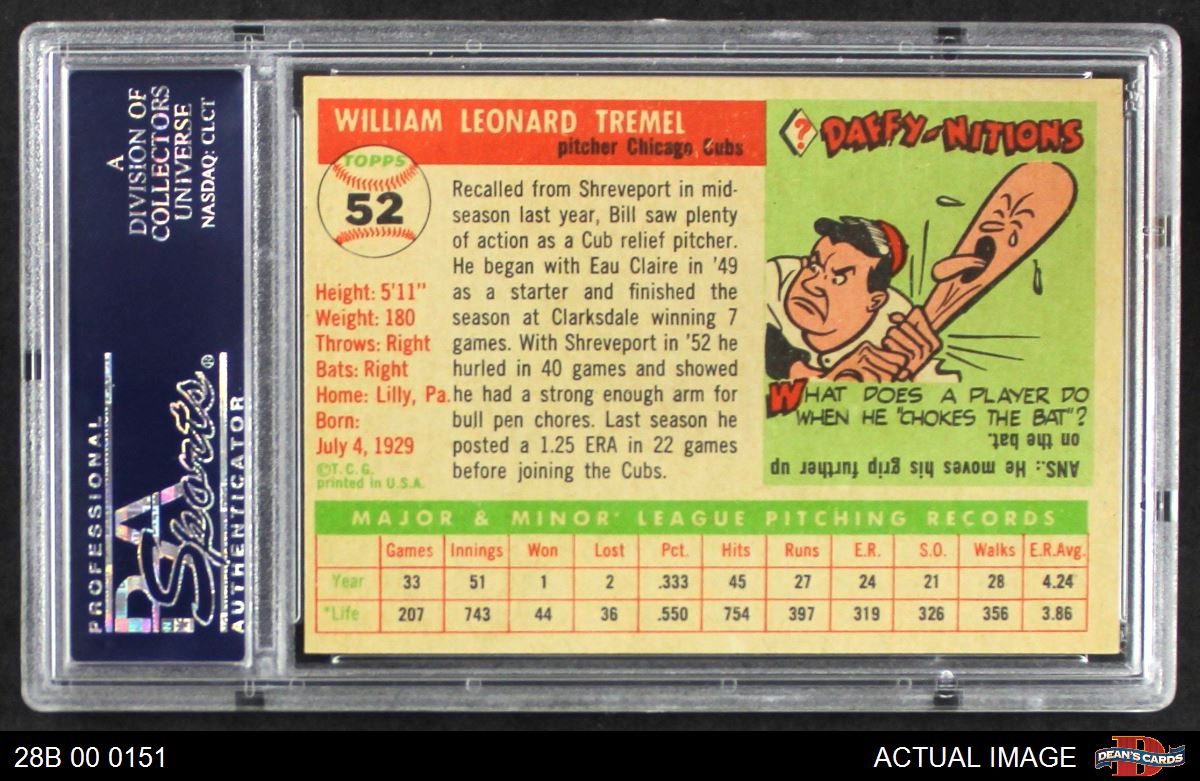 A
DIVISION OF
COLLECTORS
UNIVERSE
NASDAQ: CLCT
PROFESSIONAL
PSA
Sports®
AUTHENTICATOR
WILLIAM LEONARD TREMEL
pitcher Chicago Cubs
TOPPS
52
Height: 5'11"
Weight: 180
Throws: Right
Bats: Right
Home: Lilly, Pa.
Born:
July 4, 1929
©T.C.G.
printed in U.S.A.
Recalled from Shreveport in mid-
season last year, Bill saw plenty
of action as a Cub relief pitcher.
He began with Eau Claire in '49
as a starter and finished the
season at Clarksdale winning 7
games. With Shreveport in '52 he
hurled in 40 games and showed
he had a strong enough arm for
bull pen chores. Last season he
posted a 1.25 ERA in 22 games
before joining the Cubs.
? DAFFY-NITIONS
WHAT DOES A PLAYER DO
WHEN HE "CHOKES THE BAT"?
ANS.: He moves his grip further up
on the bat.
MAJOR & MINOR LEAGUE PITCHING RECORDS
Games Innings Won Lost Pct. Hits Runs E.R. S.O. Walks E.R.Avg.
Year 33 51 1 2 .333 45 27 24 21 28 4.24
*Life 207 743 44 36 .550 754 397 319 326 356 3.86
28B 00 0151
ACTUAL IMAGE
D
DEAN'S CARDS